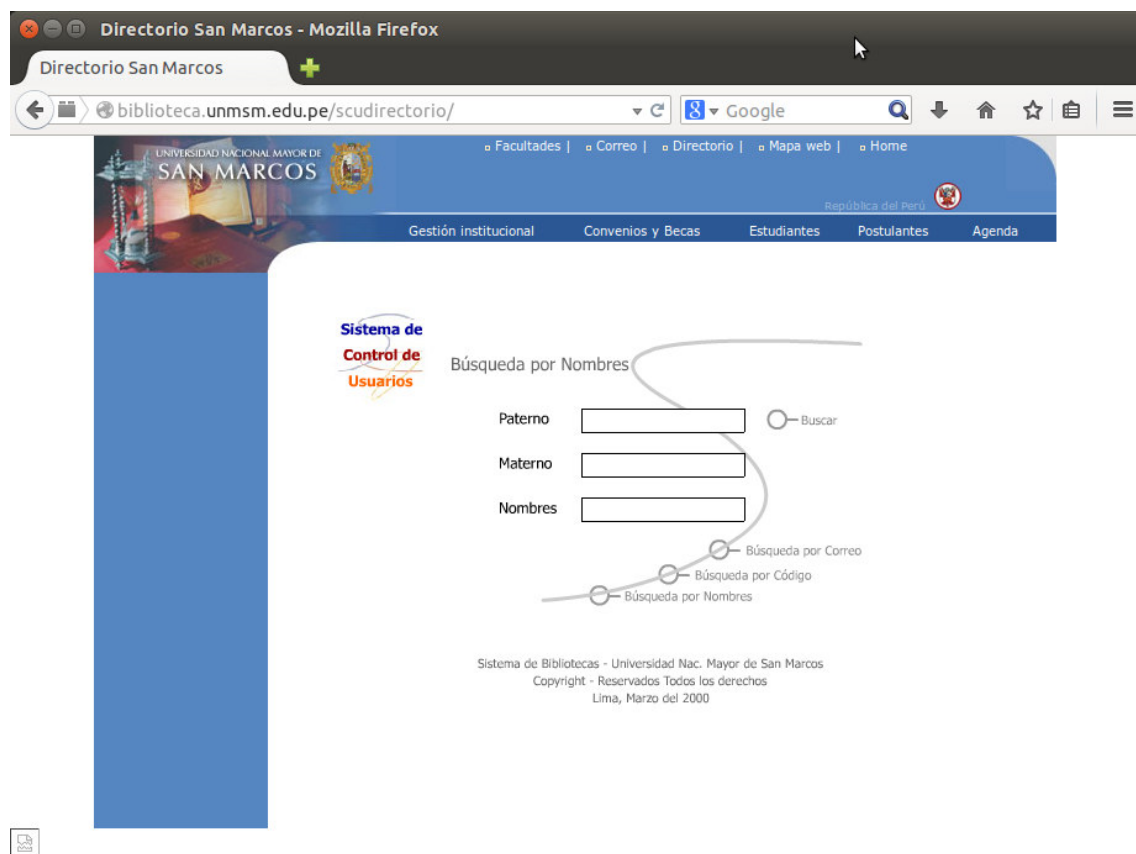 Directorio San Marcos - Mozilla Firefox
Directorio San Marcos
biblioteca.unmsm.edu.pe/scudirectorio/
Google
UNIVERSIDAD NACIONAL MAYOR DE
SAN MARCOS
Facultades | Correo | Directorio | Mapa web | Home
República del Perú
Gestión institucional Convenios y Becas Estudiantes Postulantes Agenda
Sistema de
Control de
Usuarios
Búsqueda por Nombres
Paterno
Buscar
Materno
Nombres
Búsqueda por Correo
Búsqueda por Código
Búsqueda por Nombres
Sistema de Bibliotecas - Universidad Nac. Mayor de San Marcos
Copyright - Reservados Todos los derechos
Lima, Marzo del 2000